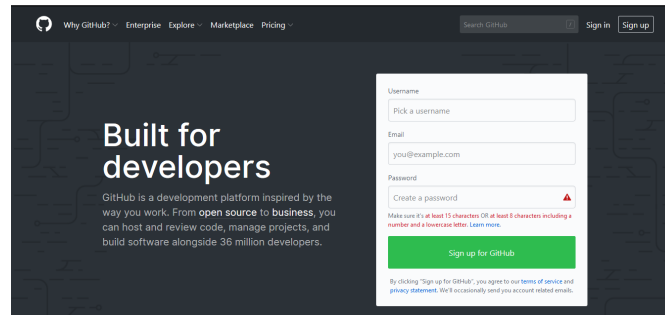 Why GitHub? Enterprise Explore Marketplace Pricing Search GitHub / Sign in Sign up
Built for
developers
GitHub is a development platform inspired by the
way you work. From open source to business, you
can host and review code, manage projects, and
build software alongside 36 million developers.
Username
Pick a username
Email
you@example.com
Password
Create a password
Make sure it's at least 15 characters OR at least 8 characters including a
number and a lowercase letter. Learn more.
Sign up for GitHub
By clicking "Sign up for GitHub", you agree to our terms of service and
privacy statement. We'll occasionally send you account related emails.